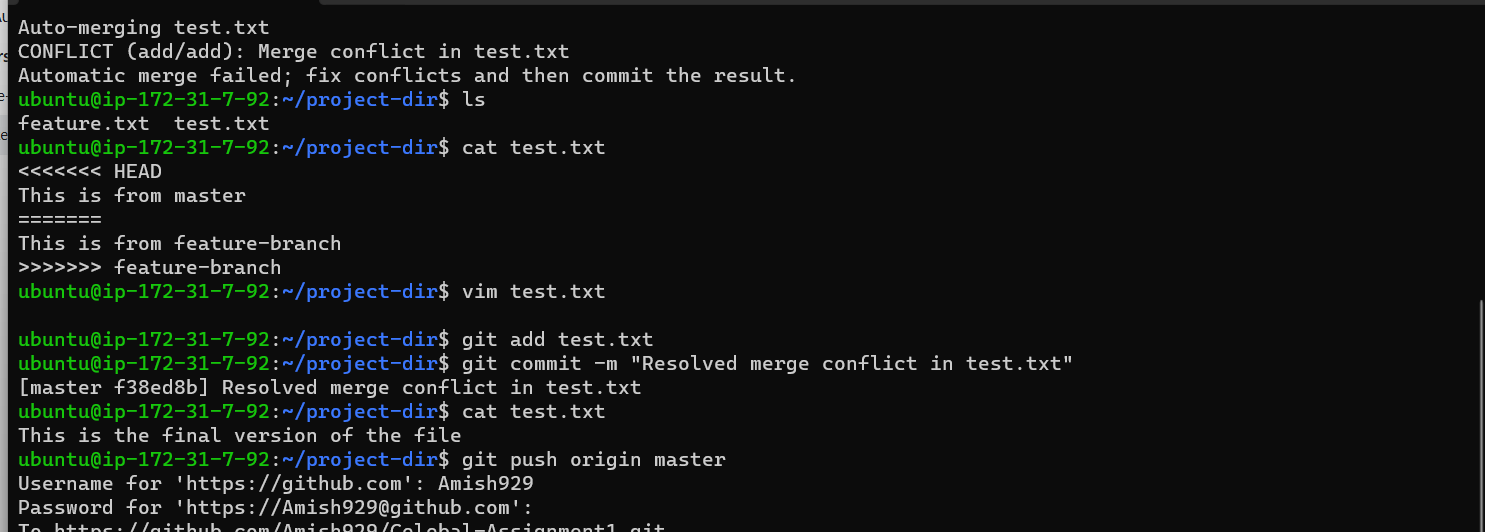 Auto-merging test.txt
CONFLICT (add/add): Merge conflict in test.txt
Automatic merge failed; fix conflicts and then commit the result.
ubuntu@ip-172-31-7-92:~/project-dir$ ls
feature.txt  test.txt
ubuntu@ip-172-31-7-92:~/project-dir$ cat test.txt
<<<<<<< HEAD
This is from master
=======
This is from feature-branch
>>>>>>> feature-branch
ubuntu@ip-172-31-7-92:~/project-dir$ vim test.txt
ubuntu@ip-172-31-7-92:~/project-dir$ git add test.txt
ubuntu@ip-172-31-7-92:~/project-dir$ git commit -m "Resolved merge conflict in test.txt"
[master f38ed8b] Resolved merge conflict in test.txt
ubuntu@ip-172-31-7-92:~/project-dir$ cat test.txt
This is the final version of the file
ubuntu@ip-172-31-7-92:~/project-dir$ git push origin master
Username for 'https://github.com': Amish929
Password for 'https://Amish929@github.com':
To https://github.com/Amish929/